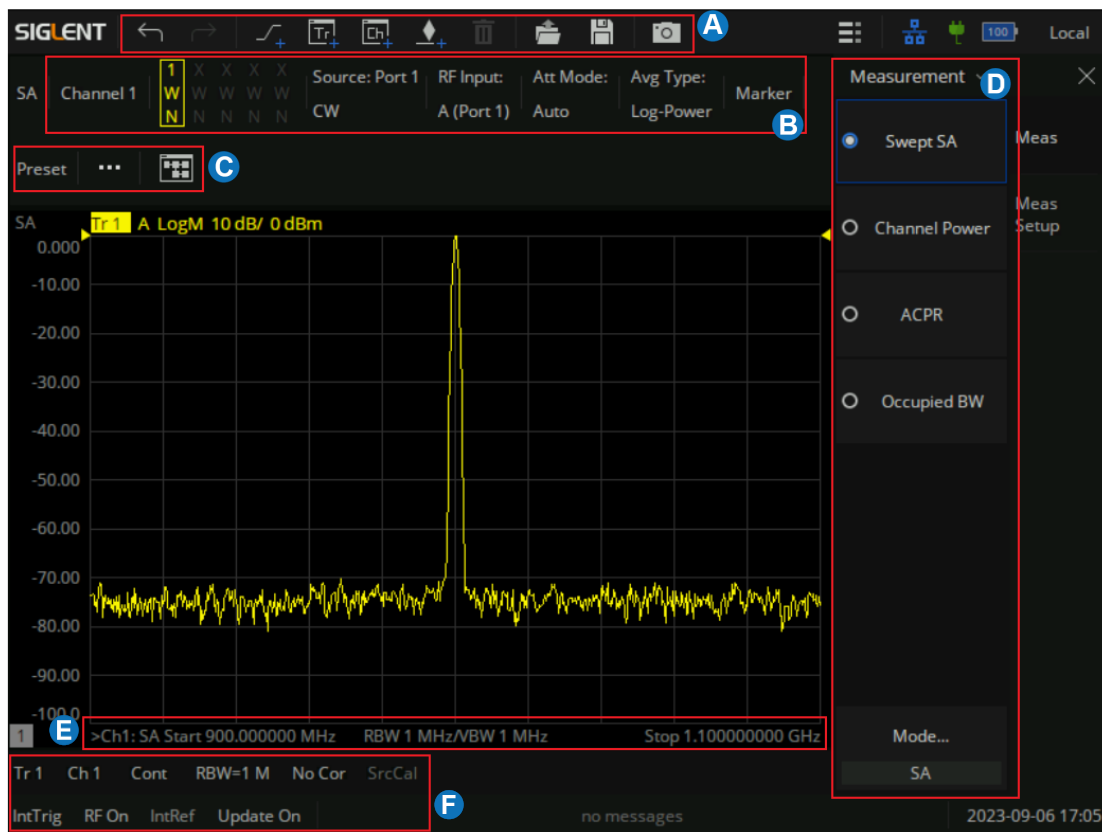 SIGLENT Tr Ch A 100 Local
SA Channel 1 1 X X X X Source: Port 1 RF Input: Att Mode: Avg Type: Marker
W W W W W CW A (Port 1) Auto Log-Power
N N N N N B
Preset ... C
Measurement D
Swept SA
Channel Power
ACPR
Occupied BW
Mode...
SA
Meas
Meas
Setup
SA Tr 1 A LogM 10 dB/ 0 dBm
0.000
-10.00
-20.00
-30.00
-40.00
-50.00
-60.00
-70.00
-80.00
-90.00
-100.0
1 E >Ch1: SA Start 900.000000 MHz RBW 1 MHz/VBW 1 MHz Stop 1.100000000 GHz
Tr 1 Ch 1 Cont RBW=1 M No Cor SrcCal
IntTrig RF On IntRef Update On F no messages 2023-09-06 17:05